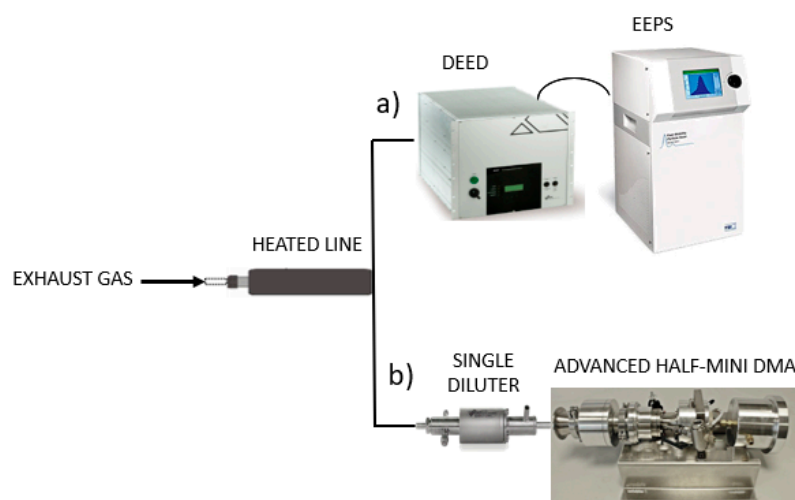 EEPS
DEED
a)
HEATED LINE
EXHAUST GAS
b)
SINGLE
DILUTER
ADVANCED HALF-MINI DMA